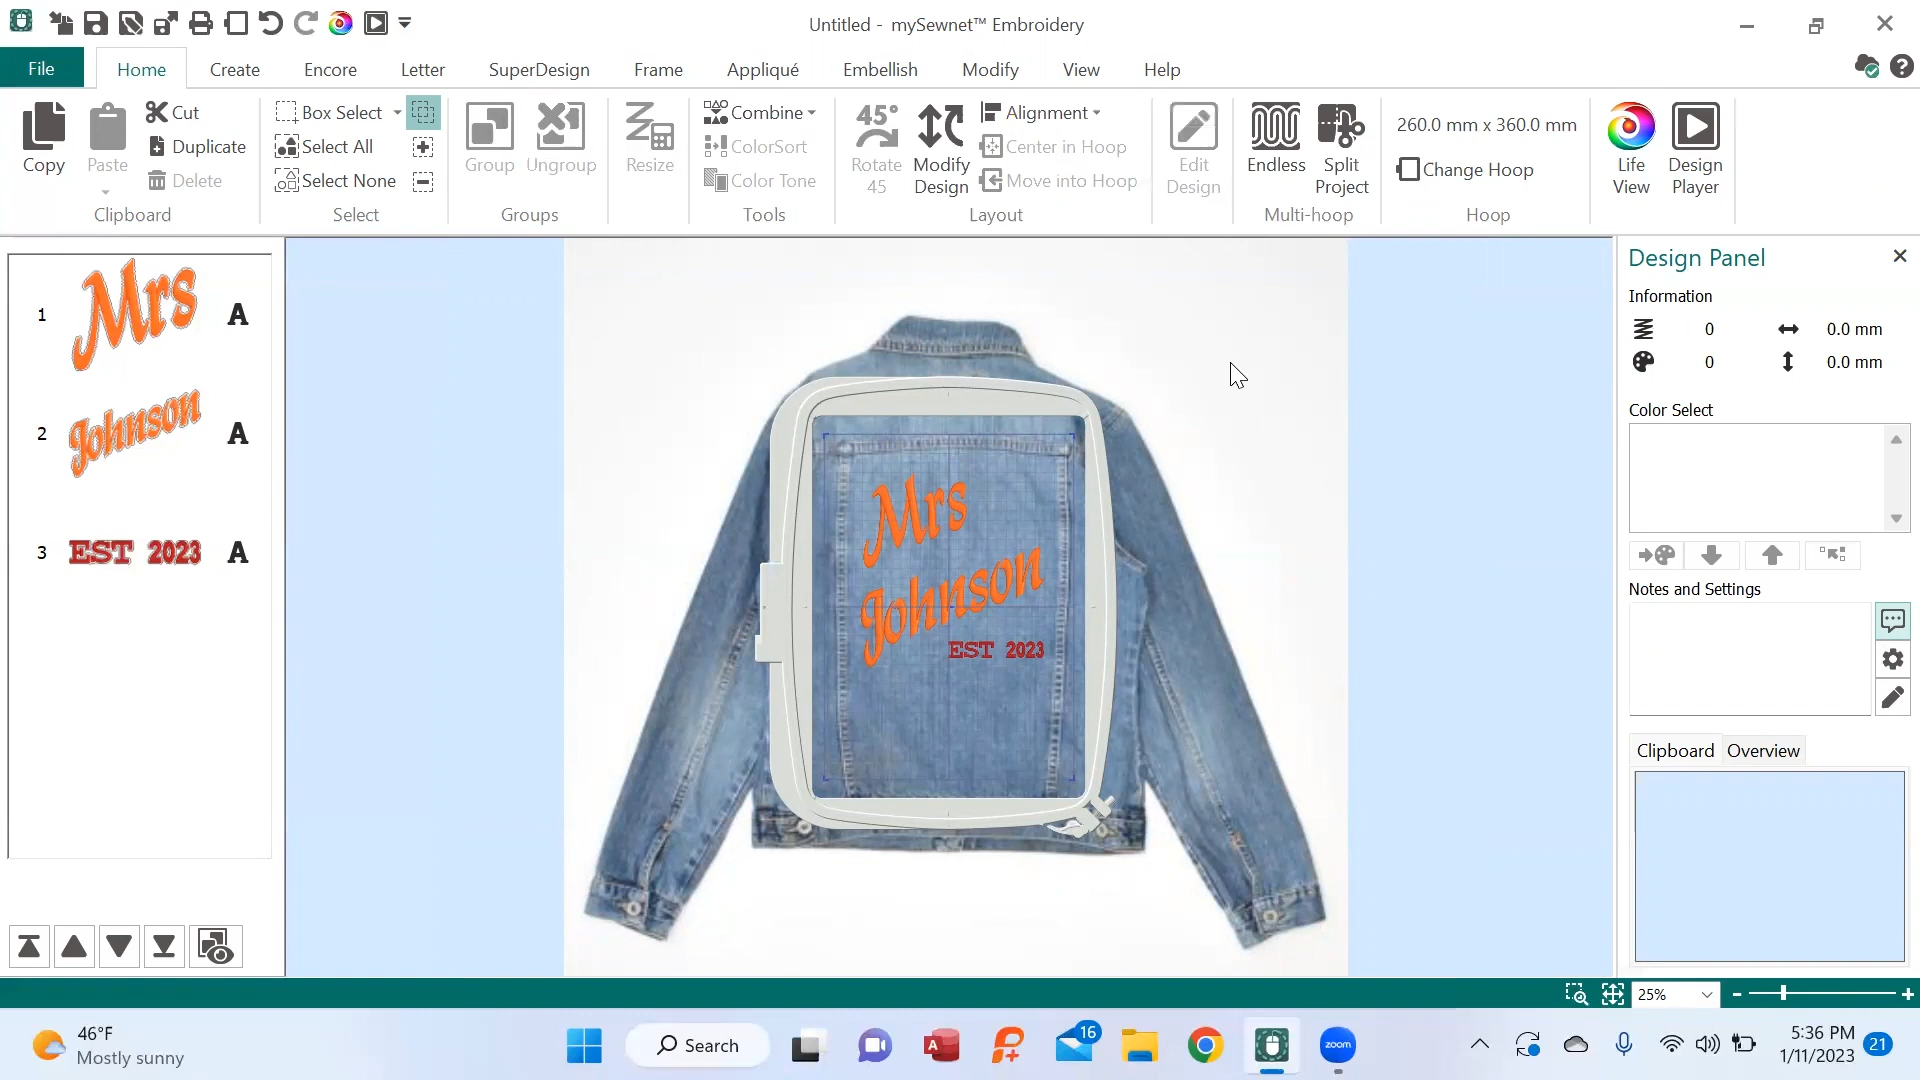 Untitled - mySewnet™ Embroidery
File
Home
Create
Encore
Letter
SuperDesign
Frame
Appliqué
Embellish
Modify
View
Help
Copy
Paste
Cut
Duplicate
Delete
Clipboard
Box Select
Select All
Select None
Select
Group
Ungroup
Groups
Resize
Combine
ColorSort
Color Tone
Tools
45°
Rotate
45
Modify
Design
Alignment
Center in Hoop
Move into Hoop
Layout
Edit
Design
Endless
Split
Project
Multi-hoop
260.0 mm x 360.0 mm
Change Hoop
Hoop
Life
View
Design
Player
1
Mrs
A
2
Johnson
A
3
EST 2023
A
Mrs
Johnson
EST 2023
Design Panel
Information
0
0.0 mm
0
0.0 mm
Color Select
Notes and Settings
Clipboard
Overview
25%
46°F
Mostly sunny
Search
A
16
zoom
5:36 PM
1/11/2023
21